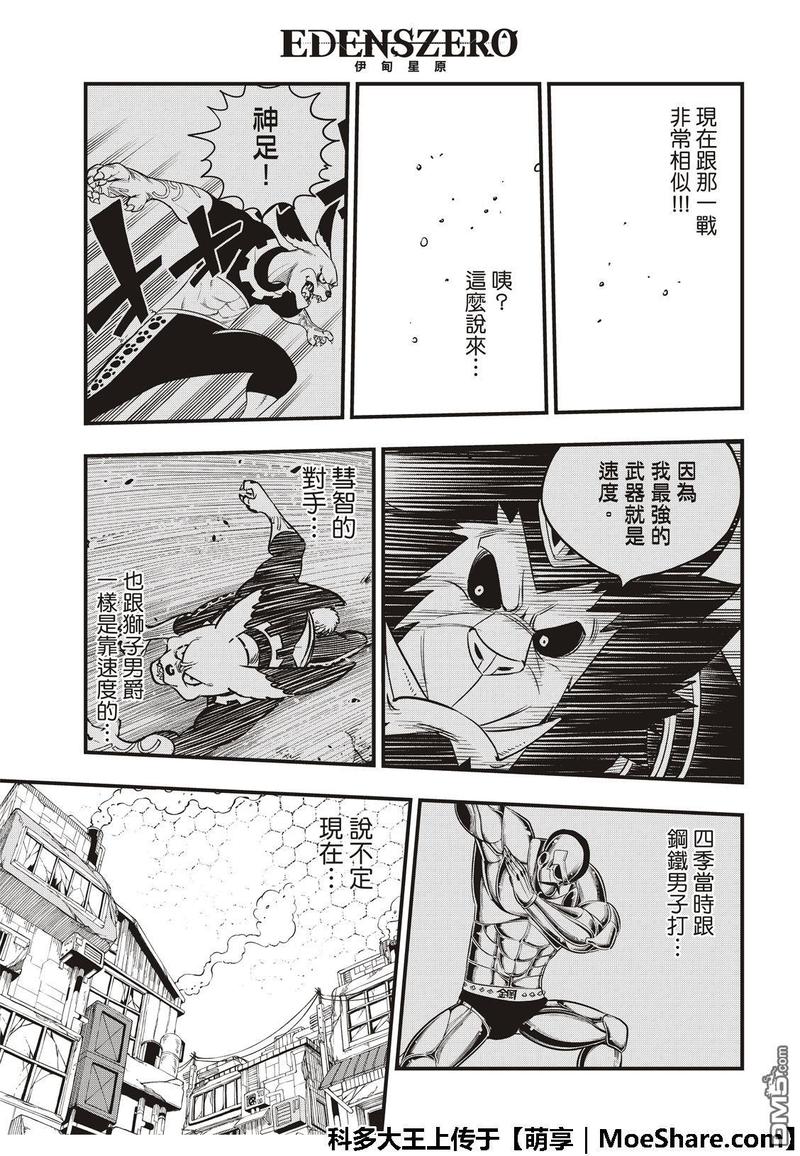 EDENSZERO
伊甸星原
現在跟那一戰
非常相似!!!
咦?
這麼說來…
神足!
因為
我最強的
武器就是
速度。
彗智的
對手…
也跟獅子男爵
一樣是靠速度的…
四季當時跟
鋼鐵男子打…
鋼
說不定
現在…
科多大王上传于【萌享/MoeShare.com】
DM5.com